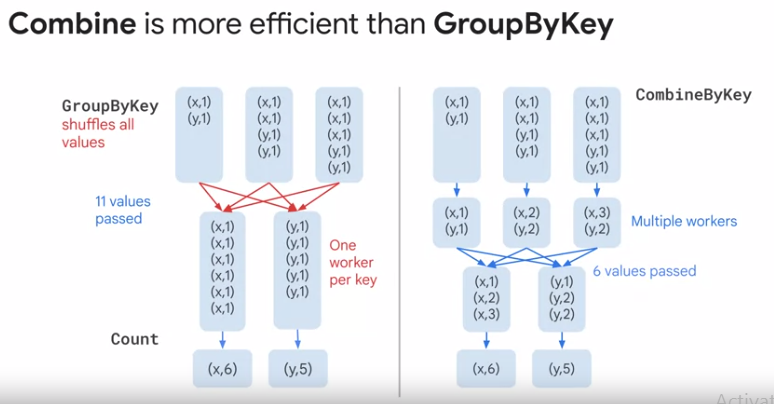 Combine is more efficient than GroupByKey
GroupByKey
shuffles all
values
(x,1)
(y,1)
(x,1)
(x,1)
(y,1)
(y,1)
(x,1)
(x,1)
(x,1)
(y,1)
(y,1)
11 values
passed
(x,1)
(x,1)
(x,1)
(x,1)
(x,1)
(x,1)
(y,1)
(y,1)
(y,1)
(y,1)
(y,1)
One
worker
per key
Count
(x,6)
(y,5)
CombineByKey
(x,1)
(y,1)
(x,1)
(x,1)
(y,1)
(y,1)
(x,1)
(x,1)
(x,1)
(y,1)
(y,1)
(x,1)
(y,1)
(x,2)
(y,2)
(x,3)
(y,2)
Multiple workers
6 values passed
(x,1)
(x,2)
(x,3)
(y,1)
(y,2)
(y,2)
(x,6)
(y,5)
Activat